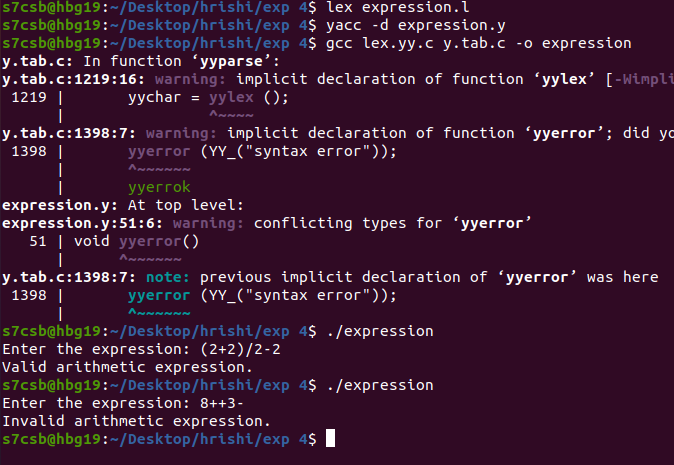 s7csb@hbg19:~/Desktop/hrishi/exp 4$ lex expression.l
s7csb@hbg19:~/Desktop/hrishi/exp 4$ yacc -d expression.y
s7csb@hbg19:~/Desktop/hrishi/exp 4$ gcc lex.yy.c y.tab.c -o expression
y.tab.c: In function ‘yyparse’:
y.tab.c:1219:16: warning: implicit declaration of function ‘yylex’ [-Wimpli
 1219 |       yychar = yylex ();
      |                ^~~~~
y.tab.c:1398:7: warning: implicit declaration of function ‘yyerror’; did yo
 1398 |       yyerror (YY_("syntax error"));
      |       ^~~~~~~
      |       yyerrok
expression.y: At top level:
expression.y:51:6: warning: conflicting types for ‘yyerror’
   51 | void yyerror()
      |      ^~~~~~~
y.tab.c:1398:7: note: previous implicit declaration of ‘yyerror’ was here
 1398 |       yyerror (YY_("syntax error"));
      |       ^~~~~~~
s7csb@hbg19:~/Desktop/hrishi/exp 4$ ./expression
Enter the expression: (2+2)/2-2
Valid arithmetic expression.
s7csb@hbg19:~/Desktop/hrishi/exp 4$ ./expression
Enter the expression: 8++3-
Invalid arithmetic expression.
s7csb@hbg19:~/Desktop/hrishi/exp 4$